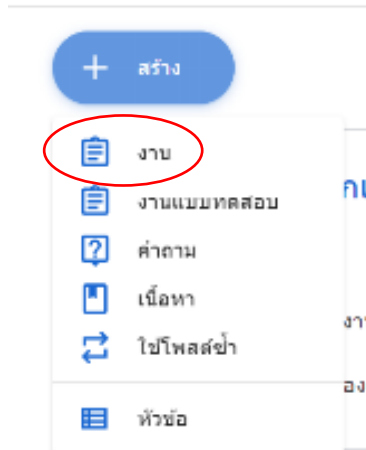 สร้าง
งาน
งานแบบทดสอบ
คำถาม
เนื้อหา
ใช้โพสต์ซ้ำ
หัวข้อ